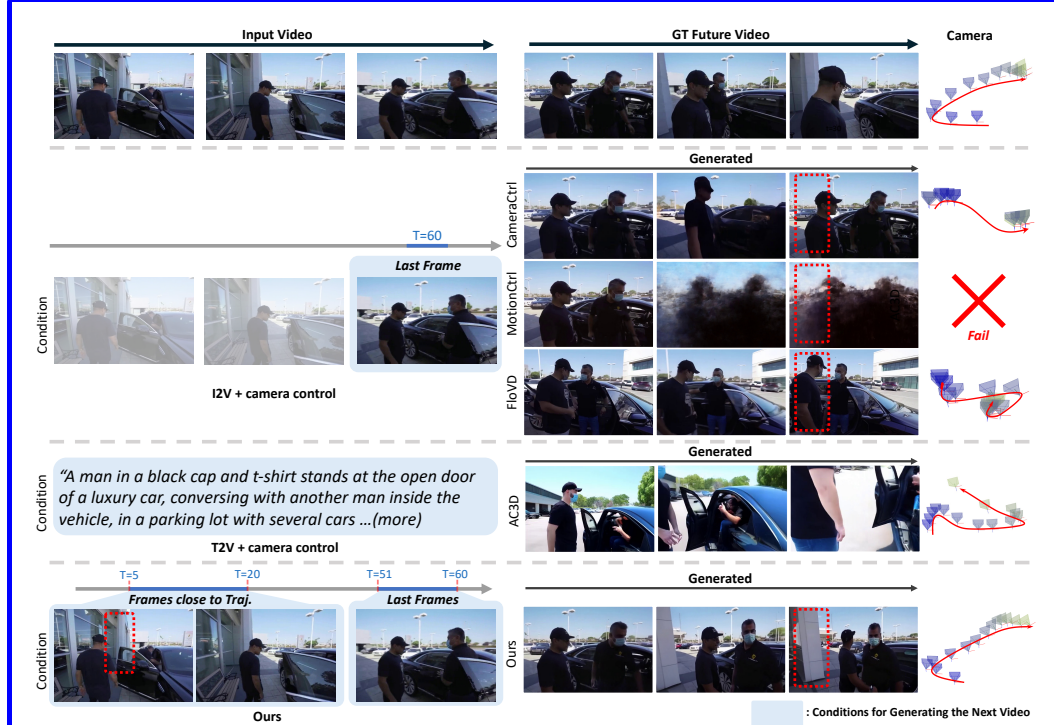 Input Video
GT Future Video
Camera
Generated
CameraCtrl
T=60
Last Frame
Condition
MotionCtrl
Fail
I2V + camera control
FloVD
Generated
Condition
“A man in a black cap and t-shirt stands at the open door
of a luxury car, conversing with another man inside the
vehicle, in a parking lot with several cars …(more)
AC3D
T2V + camera control
T=5
T=20
T=51
T=60
Generated
Frames close to Traj.
Last Frames
Condition
Ours
Ours
: Conditions for Generating the Next Video